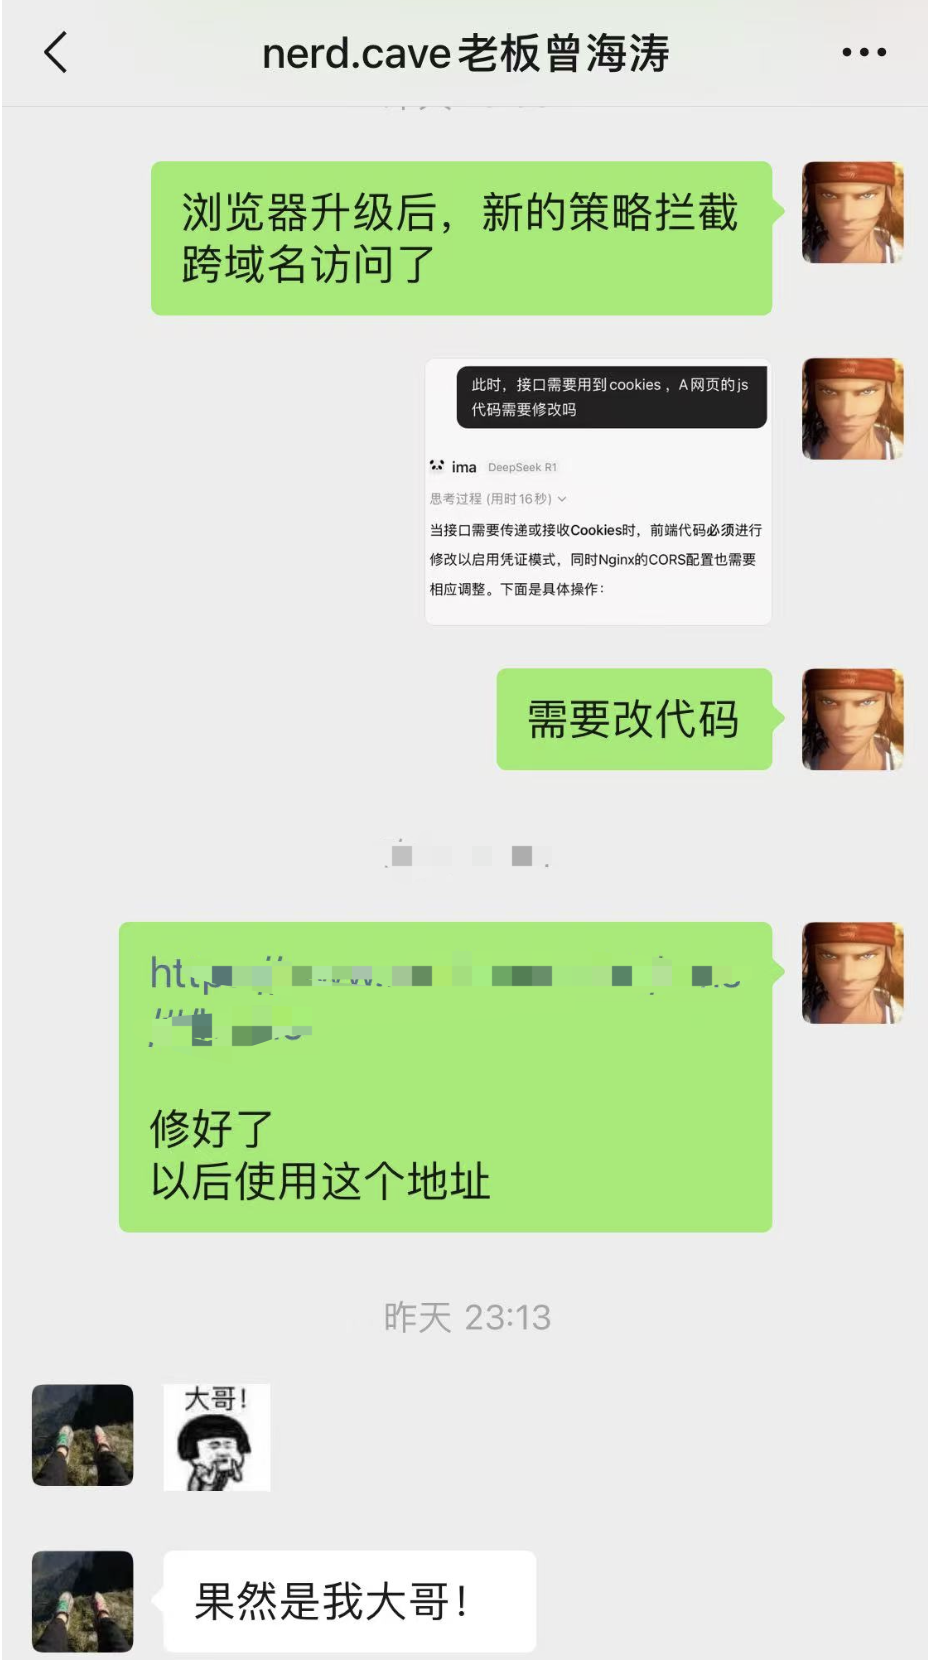 nerd.cave老板曾海涛
浏览器升级后，新的策略拦截
跨域名访问了
此时，接口需要用到cookies，A网页的js
代码需要修改吗
ima DeepSeek R1
思考过程 (用时16秒)
当接口需要传递或接收Cookies时，前端代码必须进行
修改以启用凭证模式，同时Nginx的CORS配置也需要
相应调整。下面是具体操作：
需要改代码
修好了
以后使用这个地址
昨天 23:13
大哥！
果然是我大哥！